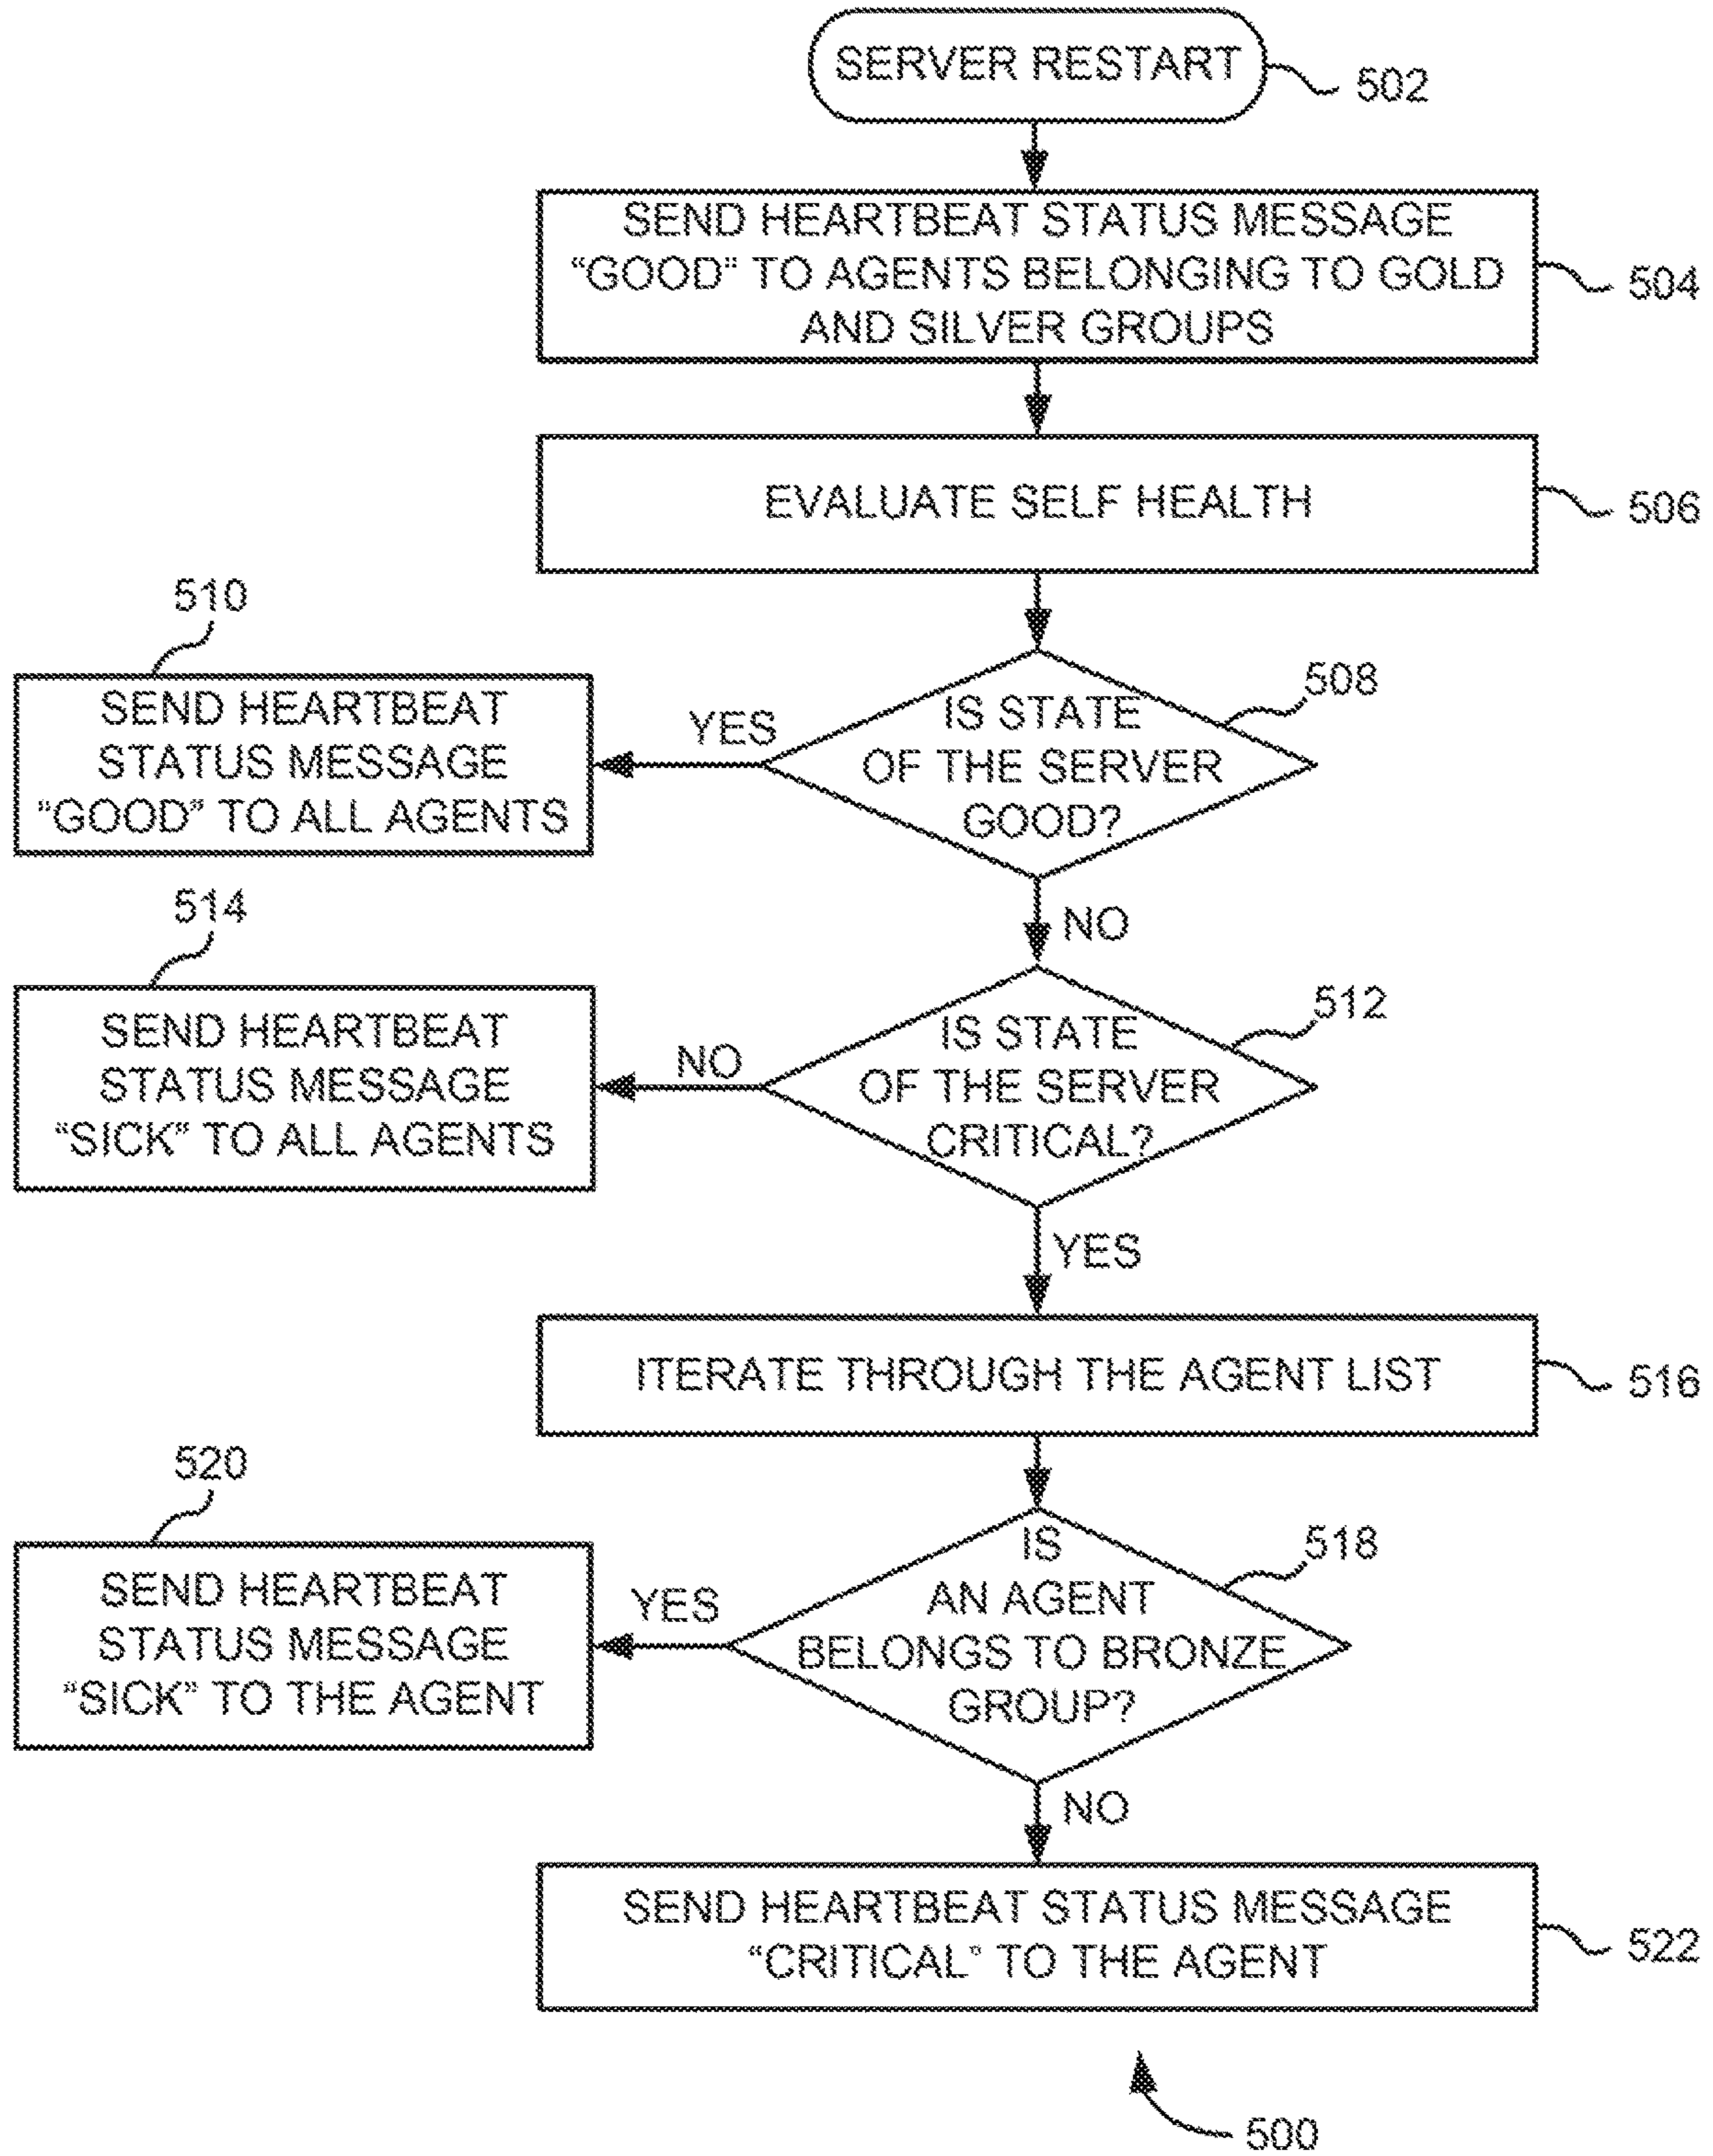 SERVER RESTART
502
SEND HEARTBEAT STATUS MESSAGE
“GOOD” TO AGENTS BELONGING TO GOLD
AND SILVER GROUPS
504
EVALUATE SELF HEALTH
506
510
SEND HEARTBEAT
STATUS MESSAGE
“GOOD” TO ALL AGENTS
YES
IS STATE
OF THE SERVER
GOOD?
508
NO
514
SEND HEARTBEAT
STATUS MESSAGE
“SICK” TO ALL AGENTS
NO
IS STATE
OF THE SERVER
CRITICAL?
512
YES
ITERATE THROUGH THE AGENT LIST
516
520
SEND HEARTBEAT
STATUS MESSAGE
“SICK” TO THE AGENT
YES
IS
AN AGENT
BELONGS TO BRONZE
GROUP?
518
NO
SEND HEARTBEAT STATUS MESSAGE
“CRITICAL” TO THE AGENT
522
500